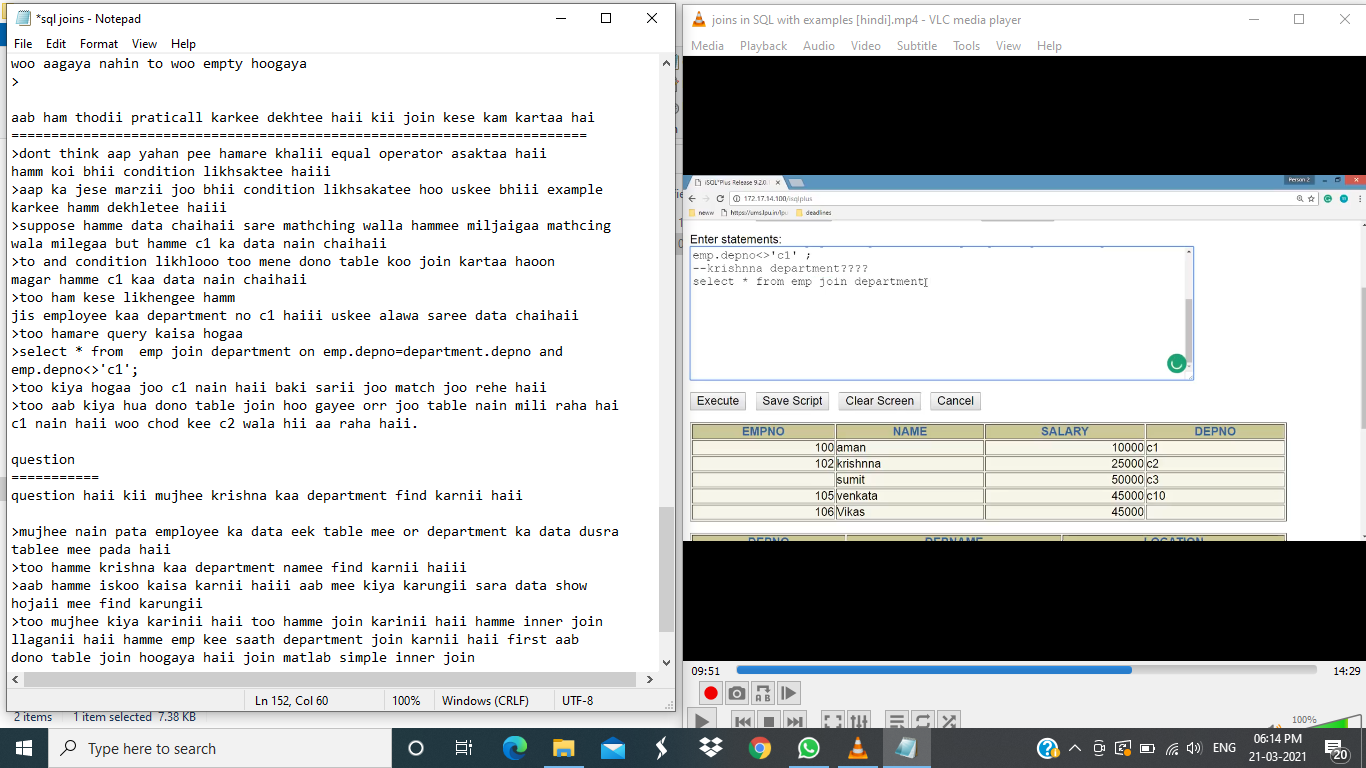 *sql joins - Notepad
File Edit Format View Help
woo aagaya nahin to woo empty hoogaya
>
aab ham thodii praticall karkee dekhtee haii kii join kese kam kartaa hai
========================================================================
>dont think aap yahan pee hamare khalii equal operator asaktaa haii
hamm koi bhii condition likhsaktee haiii
>aap ka jese marzii joo bhii condition likhsakatee hoo uskee bhiii example
karkee hamm dekhletee haiii
>suppose hamme data chaihaii sare mathching walla hammee miljaigaa mathcing
wala milegaa but hamme c1 ka data nain chaihaii
>to and condition likhlooo too mene dono table koo join kartaa haoon
magar hamme c1 kaa data nain chaihaii
>too ham kese likhengee hamm
jis employee kaa department no c1 haiii uskee alawa saree data chaihaii
>too hamare query kaisa hogaa
>select * from  emp join department on emp.depno=department.depno and
emp.depno<>'c1';
>too kiya hogaa joo c1 nain haii baki sarii joo match joo rehe haii
>too aab kiya hua dono table join hoo gayee orr joo table nain mili raha hai
c1 nain haii woo chod kee c2 wala hii aa raha haii.
question
===========
question haii kii mujhee krishna kaa department find karnii haii
>mujhee nain pata employee ka data eek table mee or department ka data dusra
tablee mee pada haii
>too hamme krishna kaa department namee find karnii haiii
>aab hamme iskoo kaisa karnii haiii aab mee kiya karungii sara data show
hojaii mee find karungii
>too mujhee kiya karinii haii too hamme join karinii haii hamme inner join
llaganii haii hamme emp kee saath department join karnii haii first aab
dono table join hoogaya haii join matlab simple inner join
Ln 152, Col 60 100% Windows (CRLF) UTF-8
2 items 1 item selected 7.38 KB
joins in SQL with examples [hindi].mp4 - VLC media player
Media Playback Audio Video Subtitle Tools View Help
iSQL*Plus Release 9.2.0.
Person 2
172.17.14.100/isqlplus
neww https://ums.lpu.in/lpu deadlines
Enter statements:
emp.depno<>'c1' ;
--krishnna department????
select * from emp join department
Execute Save Script Clear Screen Cancel
EMPNO NAME SALARY DEPNO
100 aman 10000 c1
102 krishnna 25000 c2
sumit 50000 c3
105 venkata 45000 c10
106 Vikas 45000
DEPNO DEPNAME LOCATION
09:51 14:29
100%
Type here to search
ENG
06:14 PM
21-03-2021
20